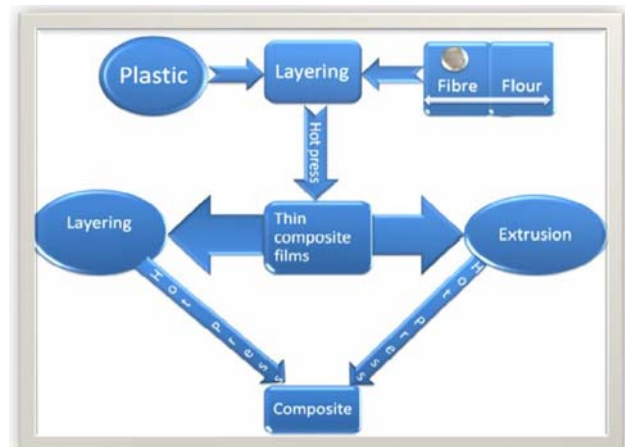 Plastic
Layering
Fibre Flour
Hot press
Layering
Thin
composite
films
Extrusion
Hot Press
Hot Press
Composite